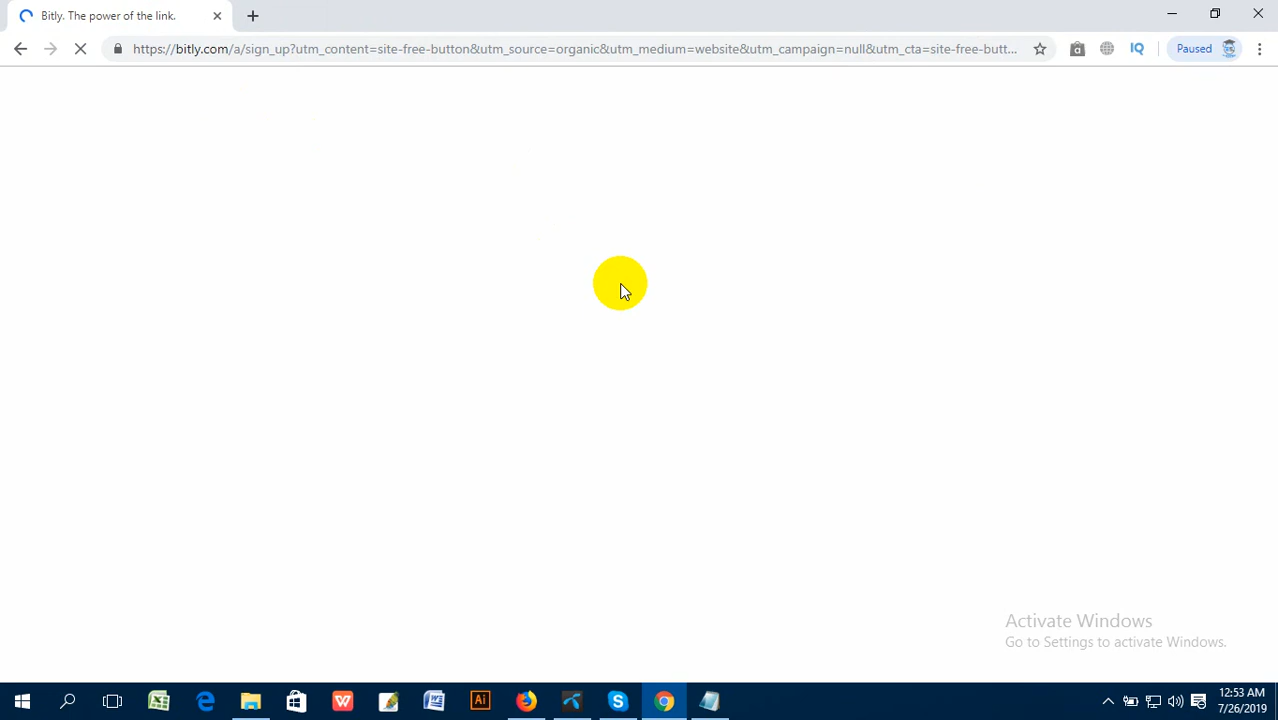 Bitly. The power of the link.
https://bitly.com/a/sign_up?utm_content=site-free-button&utm_source=organic&utm_medium=website&utm_campaign=null&utm_cta=site-free-butt...
a
IQ
Paused
Activate Windows
Go to Settings to activate Windows.
W
Ai
S
12:53 AM
7/26/2019